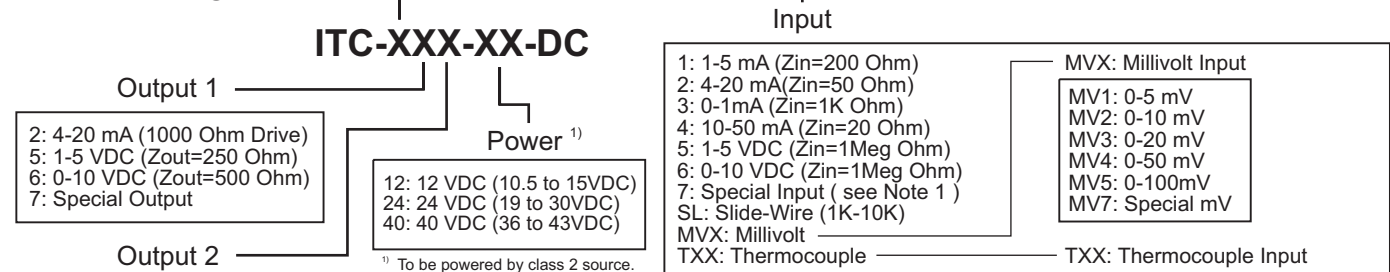 Input
ITC-XXX-XX-DC
Output 1
2: 4-20 mA (1000 Ohm Drive)
5: 1-5 VDC (Zout=250 Ohm)
6: 0-10 VDC (Zout=500 Ohm)
7: Special Output
Output 2
Power 1)
12: 12 VDC (10.5 to 15VDC)
24: 24 VDC (19 to 30VDC)
40: 40 VDC (36 to 43VDC)
1) To be powered by class 2 source.
1: 1-5 mA (Zin=200 Ohm)
2: 4-20 mA(Zin=50 Ohm)
3: 0-1mA (Zin=1K Ohm)
4: 10-50 mA (Zin=20 Ohm)
5: 1-5 VDC (Zin=1Meg Ohm)
6: 0-10 VDC (Zin=1Meg Ohm)
7: Special Input ( see Note 1 )
SL: Slide-Wire (1K-10K)
MVX: Millivolt
TXX: Thermocouple
MVX: Millivolt Input
MV1: 0-5 mV
MV2: 0-10 mV
MV3: 0-20 mV
MV4: 0-50 mV
MV5: 0-100mV
MV7: Special mV
TXX: Thermocouple Input